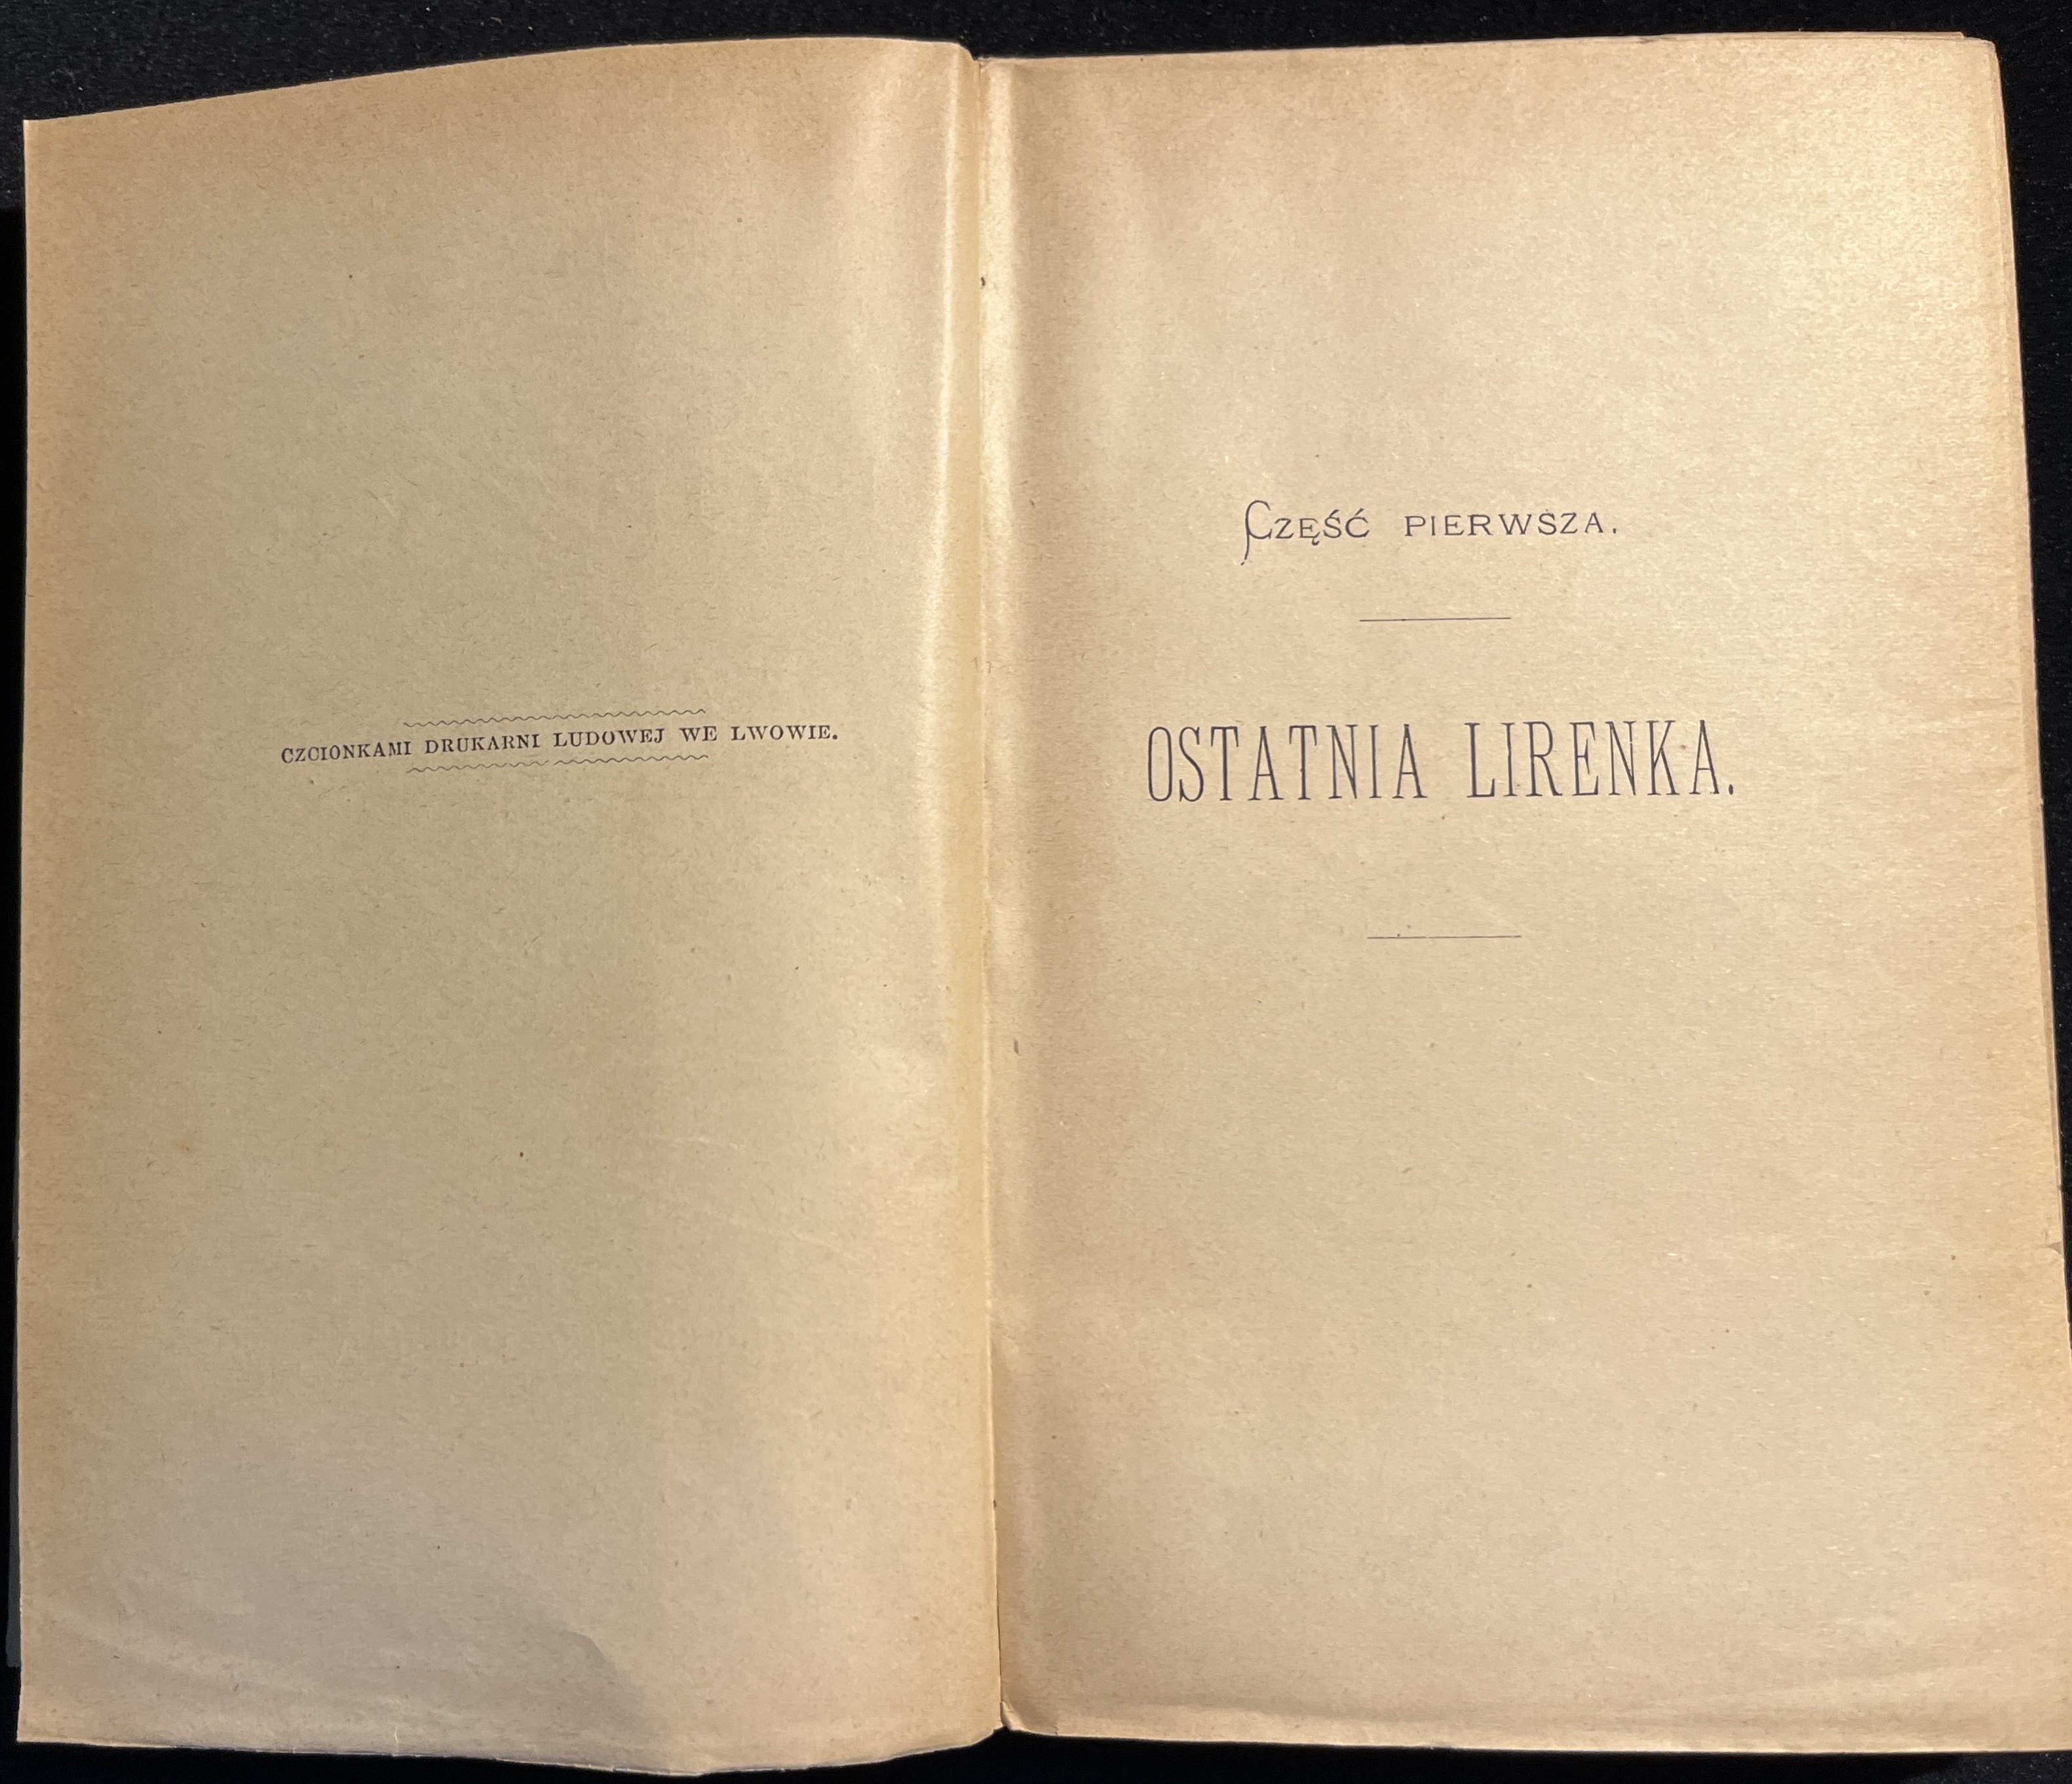 CZCIONKAMI DRUKARNI LUDOWEJ WE LWOWIE.
CZĘŚĆ PIERWSZA.
OSTATNIA LIRENKA.